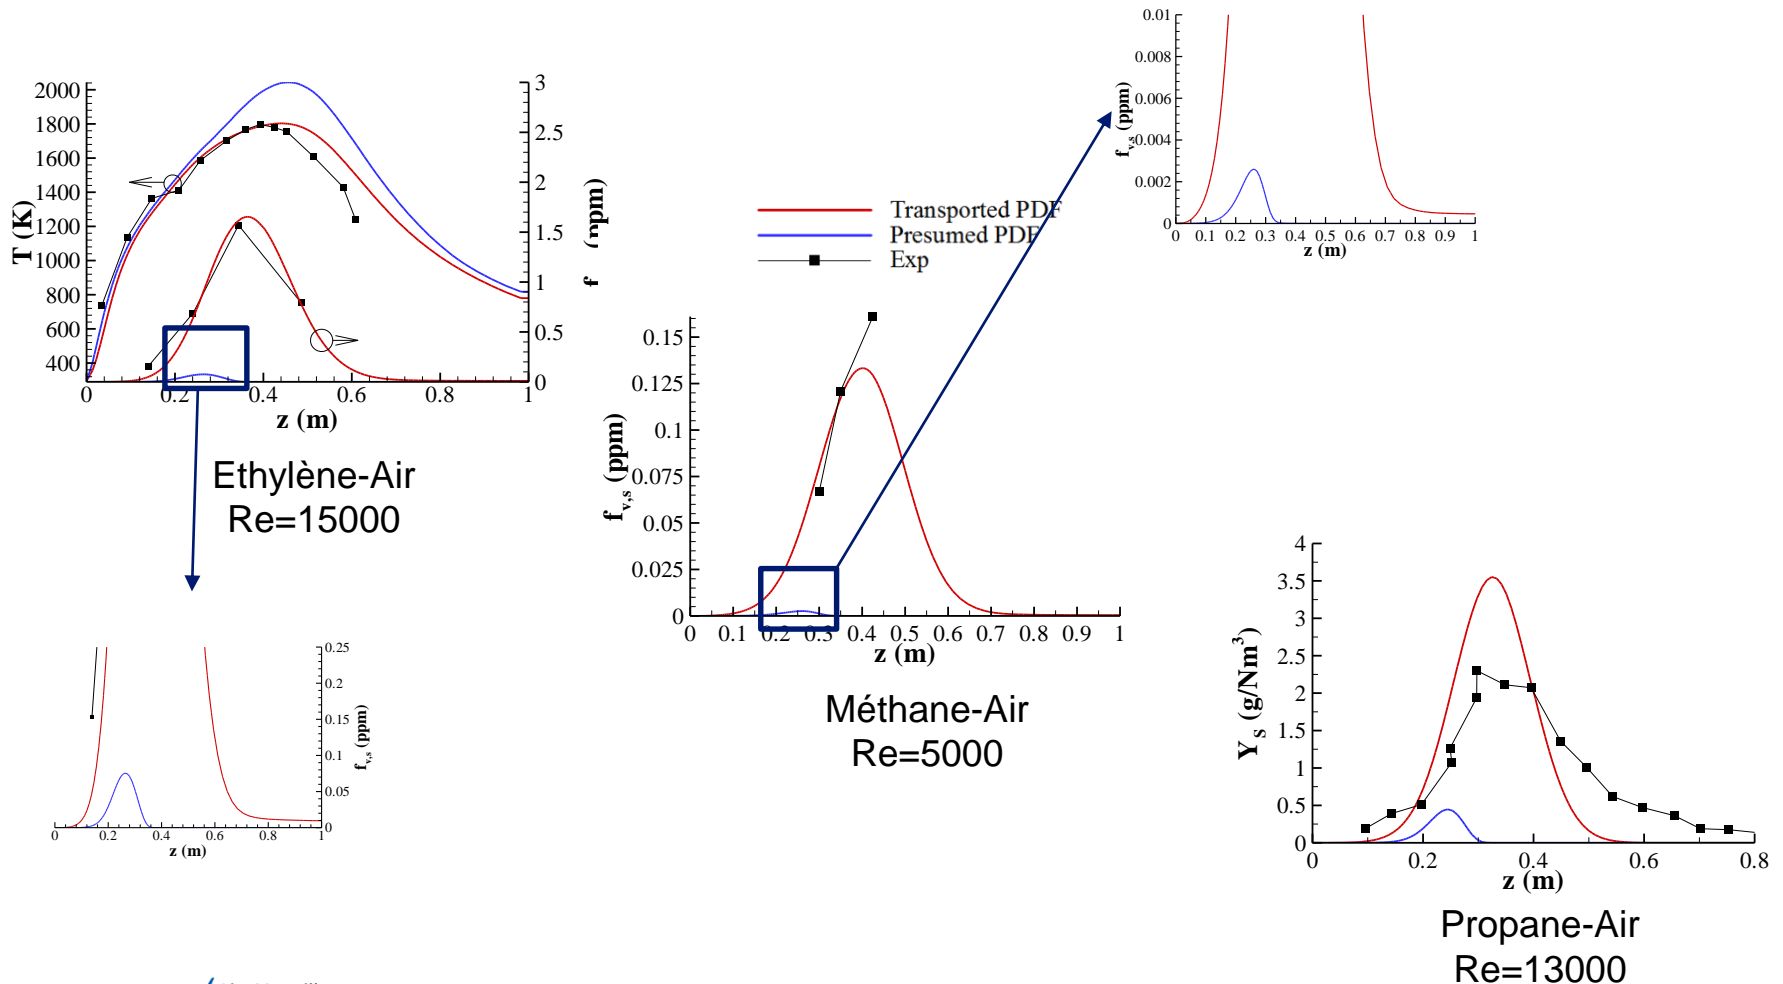 2000
1800
1600
1400
1200
1000
800
600
400
T (K)
3
2.5
2
1.5
1
0.5
0
(ppm)
0 0.2 0.4 0.6 0.8 1
z (m)
Ethylène-Air
Re=15000
0.25
0.2
0.15
0.1
0.05
0
f_v,s (ppm)
0 0.2 0.4 0.6 0.8 1
z (m)
Transported PDF
Presumed PDF
Exp
0.15
0.125
0.1
0.075
0.05
0.025
0
f_v,s (ppm)
0 0.1 0.2 0.3 0.4 0.5 0.6 0.7 0.8 0.9 1
z (m)
Méthane-Air
Re=5000
0.01
0.008
0.006
0.004
0.002
0
f_v,s (ppm)
0 0.1 0.2 0.3 0.4 0.5 0.6 0.7 0.8 0.9 1
z (m)
4
3.5
3
2.5
2
1.5
1
0.5
0
Y_S (g/Nm³)
0 0.2 0.4 0.6 0.8
z (m)
Propane-Air
Re=13000